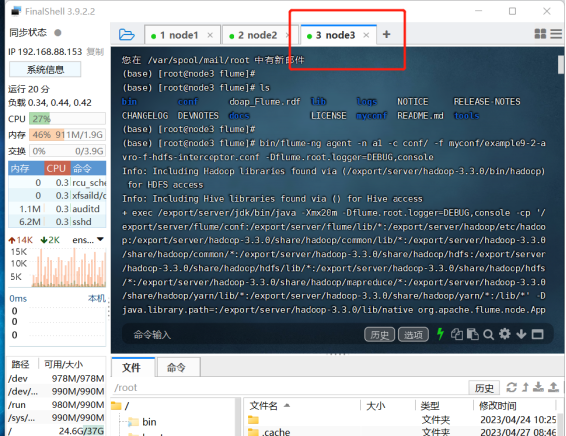 FinalShell 3.9.2.2
同步状态
IP 192.168.88.153 复制
系统信息
运行 20 分
负载 0.34, 0.44, 0.42
CPU 27%
内存 46% 911M/1.9G
交换 0% 0/3.9G
内存 CPU 命令
0 0.3 rcu_sche
0 0.3 xfsaild/d
1.1M 0.3 auditd
6.2M 0.3 sshd
14K 2K ens...
15K
10K
5K
0ms 本机
0
0
0
路径 可用/大小
/dev 978M/978M
/dev/... 990M/990M
/run 980M/990M
/sys/... 990M/990M
/ 24.6G/37G
1 node1 ×
2 node2 ×
3 node3 × +
您在 /var/spool/mail/root 中有新邮件
(base) [root@node3 flume]#
(base) [root@node3 flume]# ls
bin conf doap_Flume.rdf lib logs NOTICE RELEASE-NOTES
CHANGELOG DEVNOTES docs LICENSE myconf README.md tools
(base) [root@node3 flume]#
(base) [root@node3 flume]# bin/flume-ng agent -n a1 -c conf/ -f myconf/example9-2-a
vro-f-hdfs-interceptor.conf -Dflume.root.logger=DEBUG,console
Info: Including Hadoop libraries found via (/export/server/hadoop/bin/hadoop)
for HDFS access
Info: Including Hive libraries found via () for Hive access
+ exec /export/server/jdk/bin/java -Xmx20m -Dflume.root.logger=DEBUG,console -cp '/
export/server/flume/conf:/export/server/flume/lib/*:/export/server/hadoop/etc/hadoo
p:/export/server/hadoop-3.3.0/share/hadoop/common/lib/*:/export/server/hadoop-3.3.0
/share/hadoop/common/*:/export/server/hadoop-3.3.0/share/hadoop/hdfs:/export/server
/hadoop-3.3.0/share/hadoop/hdfs/lib/*:/export/server/hadoop-3.3.0/share/hadoop/hdfs
/*:/export/server/hadoop-3.3.0/share/hadoop/mapreduce/*:/export/server/hadoop-3.3.0
/share/hadoop/yarn/lib/*:/export/server/hadoop-3.3.0/share/hadoop/yarn/*:/lib/*' -D
java.library.path=:/export/server/hadoop-3.3.0/lib/native org.apache.flume.node.App
命令输入 历史 选项
文件 命令
/root 历史
/
bin
文件名 大小 类型 修改时间
文件夹 2023/04/24 10:25
.cache 文件夹 2023/04/27 08:46